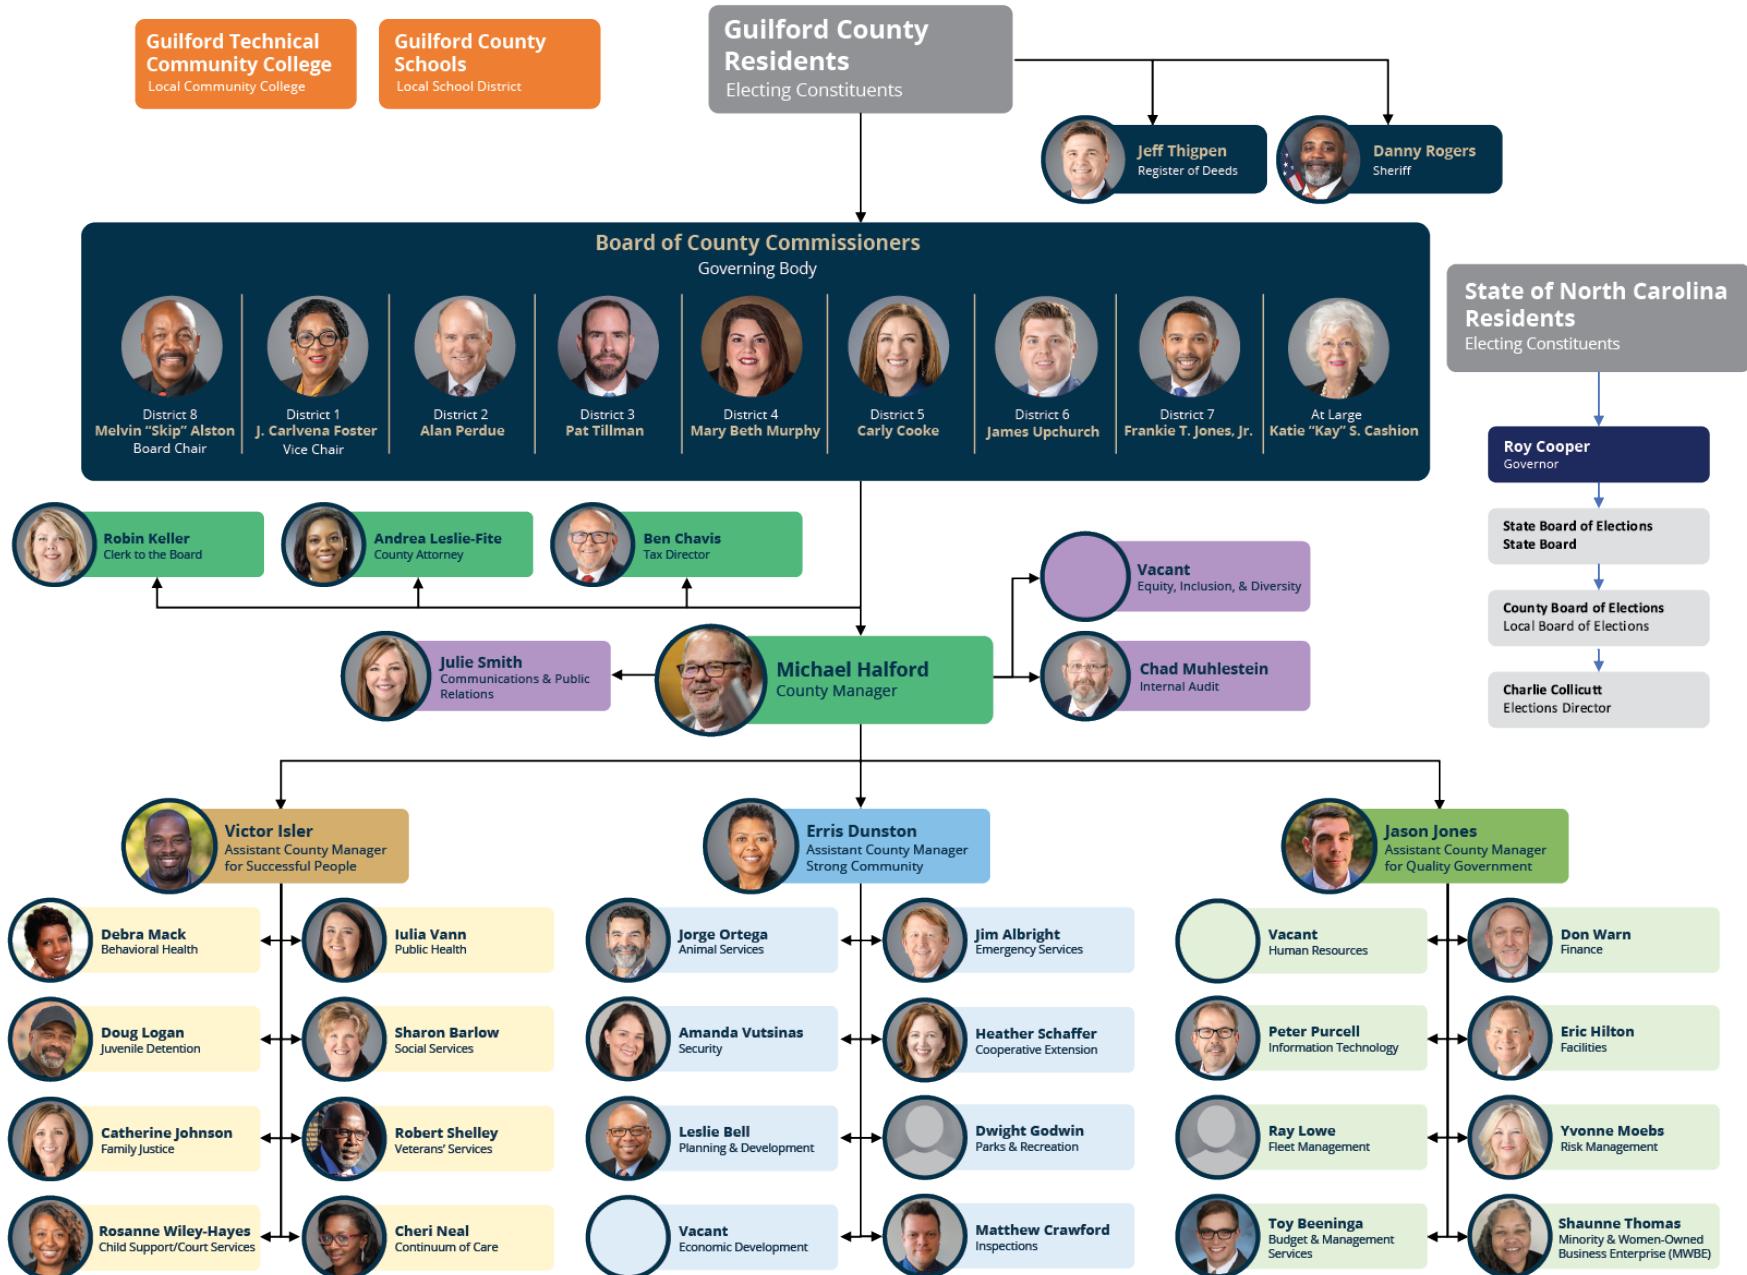 Guilford Technical
Community College
Local Community College
Guilford County
Schools
Local School District
Guilford County
Residents
Electing Constituents
Jeff Thigpen
Register of Deeds
Danny Rogers
Sheriff
Board of County Commissioners
Governing Body
District 8
Melvin “Skip” Alston
Board Chair
District 1
J. Carlvena Foster
Vice Chair
District 2
Alan Perdue
District 3
Pat Tillman
District 4
Mary Beth Murphy
District 5
Carly Cooke
District 6
James Upchurch
District 7
Frankie T. Jones, Jr.
At Large
Katie “Kay” S. Cashion
State of North Carolina
Residents
Electing Constituents
Roy Cooper
Governor
State Board of Elections
State Board
County Board of Elections
Local Board of Elections
Charlie Collicutt
Elections Director
Robin Keller
Clerk to the Board
Andrea Leslie-Fite
County Attorney
Ben Chavis
Tax Director
Vacant
Equity, Inclusion, & Diversity
Julie Smith
Communications & Public
Relations
Michael Halford
County Manager
Chad Muhlestein
Internal Audit
Victor Isler
Assistant County Manager
for Successful People
Erris Dunston
Assistant County Manager
Strong Community
Jason Jones
Assistant County Manager
for Quality Government
Debra Mack
Behavioral Health
Iulia Vann
Public Health
Doug Logan
Juvenile Detention
Sharon Barlow
Social Services
Catherine Johnson
Family Justice
Robert Shelley
Veterans’ Services
Rosanne Wiley-Hayes
Child Support/Court Services
Cheri Neal
Continuum of Care
Jorge Ortega
Animal Services
Jim Albright
Emergency Services
Amanda Vutsinas
Security
Heather Schaffer
Cooperative Extension
Leslie Bell
Planning & Development
Dwight Godwin
Parks & Recreation
Vacant
Economic Development
Matthew Crawford
Inspections
Vacant
Human Resources
Don Warn
Finance
Peter Purcell
Information Technology
Eric Hilton
Facilities
Ray Lowe
Fleet Management
Yvonne Moebs
Risk Management
Toy Beeninga
Budget & Management
Services
Shaunne Thomas
Minority & Women-Owned
Business Enterprise (MWBE)